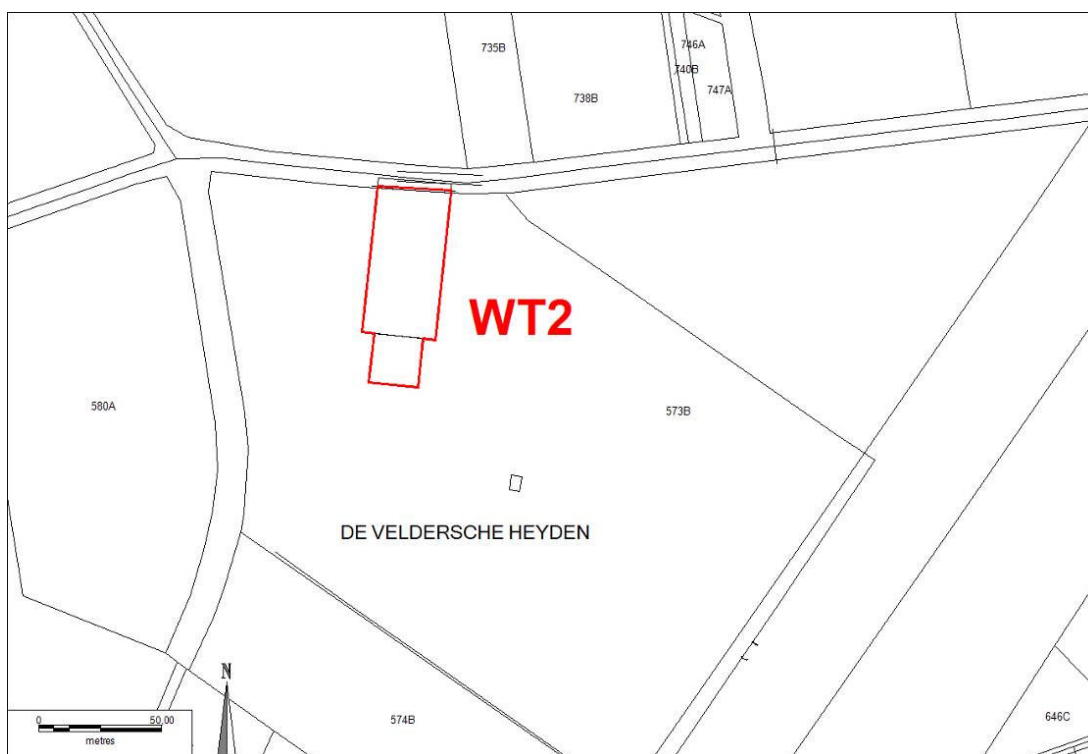 735B
746A
740B
747A
738B
WT2
580A
573B
DE VELDERSCHE HEYDEN
N
0 50,00
metres
574B
646C